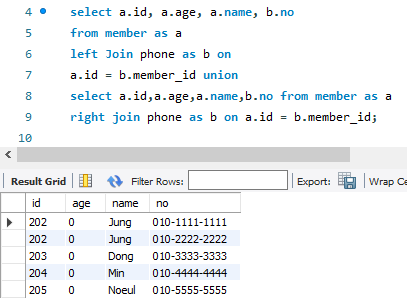 4 select a.id, a.age, a.name, b.no
5 from member as a
6 left Join phone as b on
7 a.id = b.member_id union
8 select a.id,a.age,a.name,b.no from member as a
9 right join phone as b on a.id = b.member_id;
10
Result Grid Filter Rows: Export: Wrap Ce
id age name no
202 0 Jung 010-1111-1111
202 0 Jung 010-2222-2222
203 0 Dong 010-3333-3333
204 0 Min 010-4444-4444
205 0 Noeul 010-5555-5555